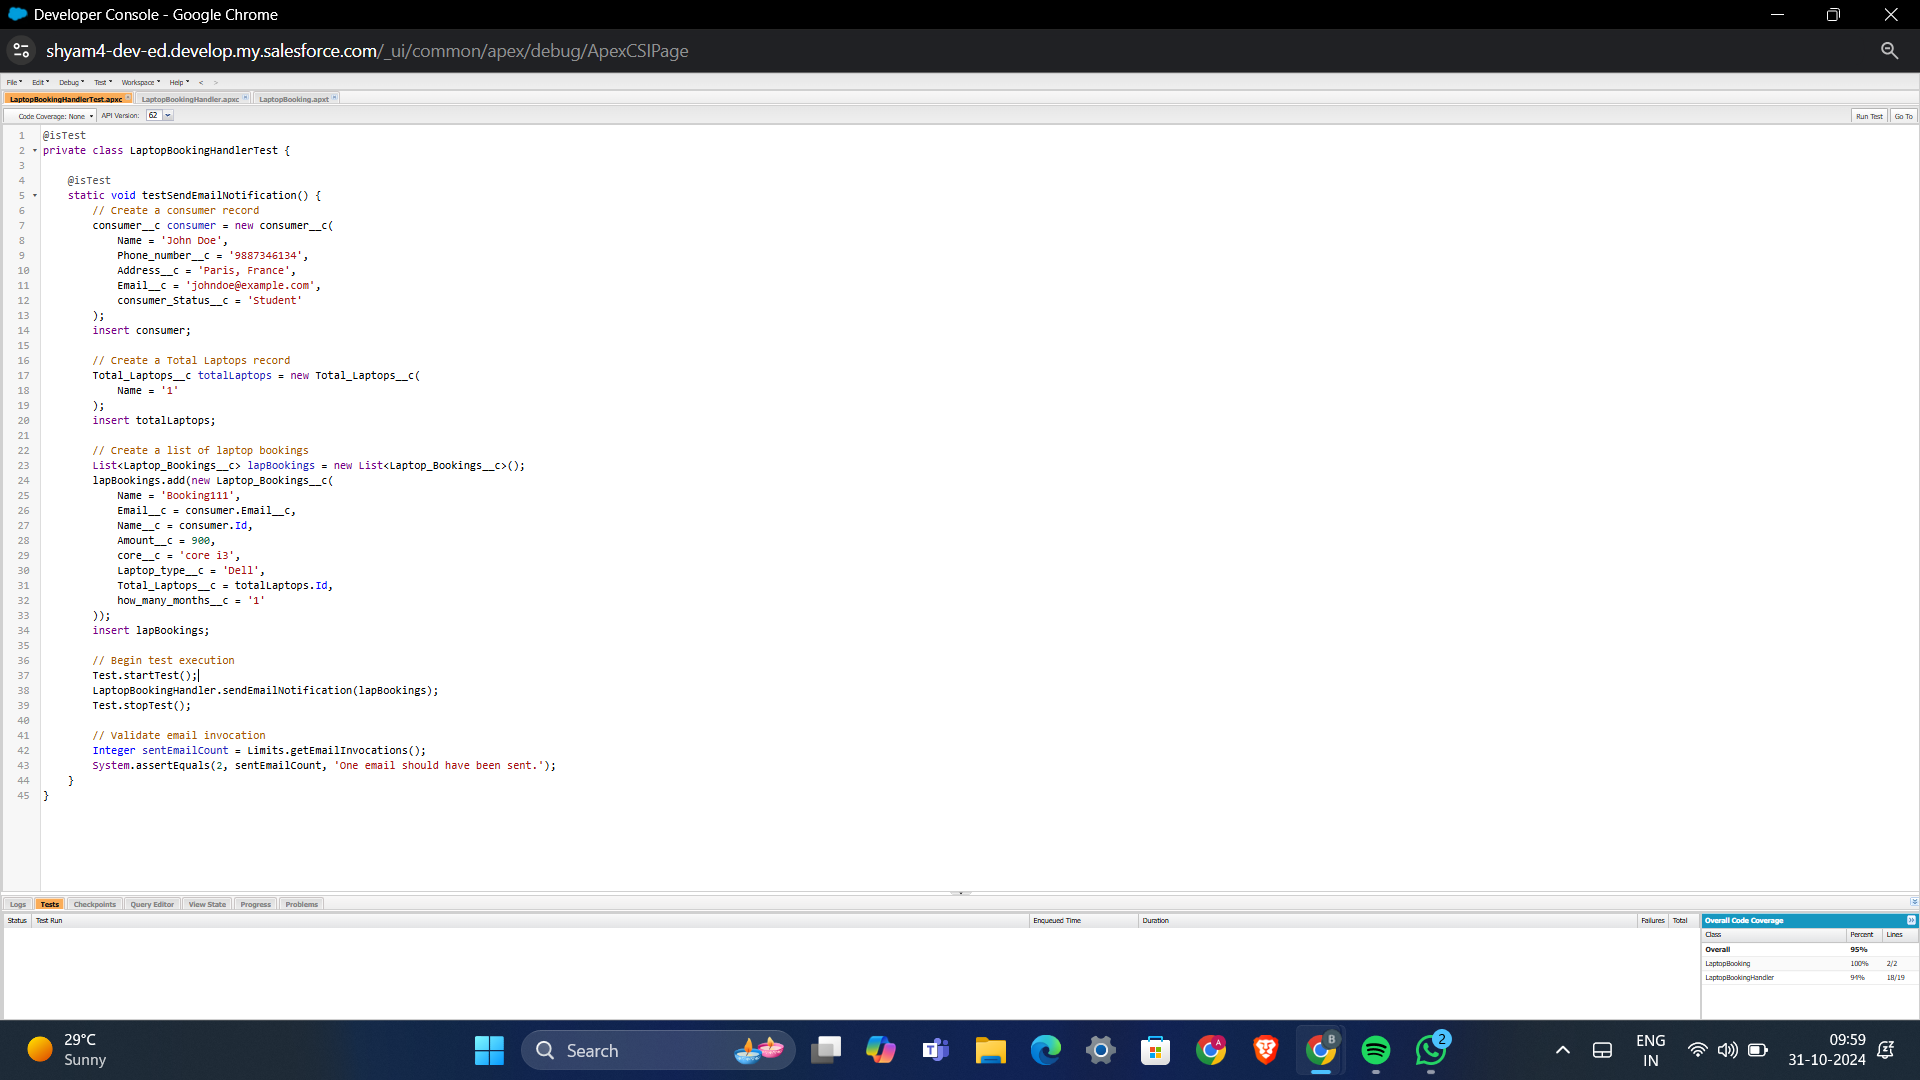 Developer Console - Google Chrome
shyam4-dev-ed.develop.my.salesforce.com/_ui/common/apex/debug/ApexCSIPage
File Edit Debug Test Workspace Help < >
LaptopBookingHandlerTest.apxc LaptopBookingHandler.apxc LaptopBooking.apxt
Code Coverage: None API Version: 62 Run Test Go To
1 @isTest
2 private class LaptopBookingHandlerTest {
3
4 @isTest
5 static void testSendEmailNotification() {
6 // Create a consumer record
7 consumer__c consumer = new consumer__c(
8 Name = 'John Doe',
9 Phone_number__c = '9887346134',
10 Address__c = 'Paris, France',
11 Email__c = 'johndoe@example.com',
12 consumer_Status__c = 'Student'
13 );
14 insert consumer;
15
16 // Create a Total Laptops record
17 Total_Laptops__c totalLaptops = new Total_Laptops__c(
18 Name = '1'
19 );
20 insert totalLaptops;
21
22 // Create a list of laptop bookings
23 List<Laptop_Bookings__c> lapBookings = new List<Laptop_Bookings__c>();
24 lapBookings.add(new Laptop_Bookings__c(
25 Name = 'Booking111',
26 Email__c = consumer.Email__c,
27 Name__c = consumer.Id,
28 Amount__c = 900,
29 core__c = 'core i3',
30 Laptop_type__c = 'Dell',
31 Total_Laptops__c = totalLaptops.Id,
32 how_many_months__c = '1'
33 ));
34 insert lapBookings;
35
36 // Begin test execution
37 Test.startTest();
38 LaptopBookingHandler.sendEmailNotification(lapBookings);
39 Test.stopTest();
40
41 // Validate email invocation
42 Integer sentEmailCount = Limits.getEmailInvocations();
43 System.assertEquals(2, sentEmailCount, 'One email should have been sent.');
44 }
45 }
Logs Tests Checkpoints Query Editor View State Progress Problems
Status Test Run Enqueued Time Duration Failures Total
Overall Code Coverage
Class Percent Lines
Overall 95%
LaptopBooking 100% 2/2
LaptopBookingHandler 94% 18/19
29°C
Sunny
Search
A
B
2
ENG
IN
09:59
31-10-2024